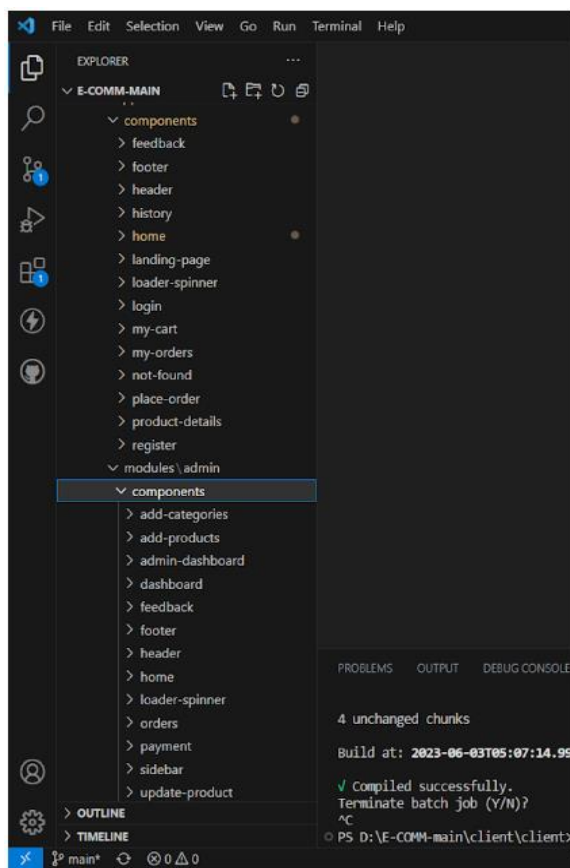 File Edit Selection View Go Run Terminal Help
EXPLORER
E-COMM-MAIN
components
feedback
footer
header
history
home
landing-page
loader-spinner
login
my-cart
my-orders
not-found
place-order
product-details
register
modules\admin
components
add-categories
add-products
admin-dashboard
dashboard
feedback
footer
header
home
loader-spinner
orders
payment
sidebar
update-product
OUTLINE
TIMELINE
1
1
PROBLEMS OUTPUT DEBUG CONSOLE
4 unchanged chunks
Build at: 2023-06-03T05:07:14.99
√ Compiled successfully.
Terminate batch job (Y/N)?
^C
PS D:\E-COMM-main\client\client>
main* 0 0